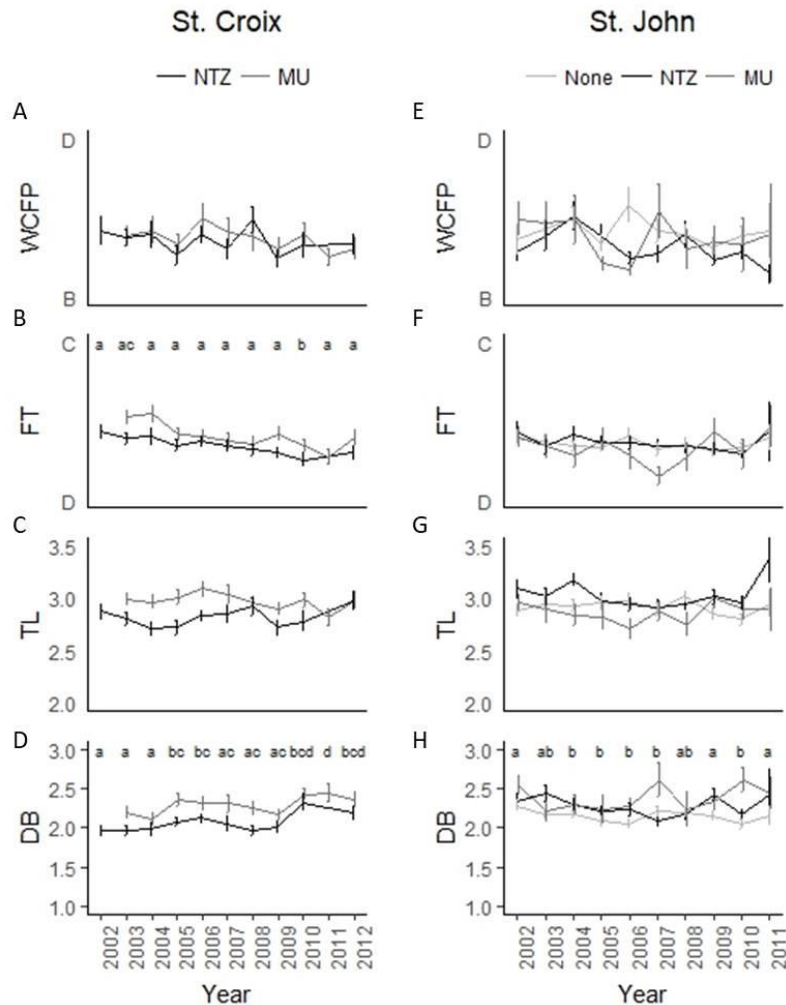 St. Croix
NTZ MU
A
D
WCFP
B
B
C
a ac a a a a a a b a a
FT
D
C
3.5
3.0
TL
2.5
2.0
D
3.0
a a a bc bc ac ac ac bcd d bcd
2.5
DB
2.0
1.5
1.0
2002 2003 2004 2005 2006 2007 2008 2009 2010 2011 2012
Year
St. John
None NTZ MU
E
D
WCFP
B
F
C
FT
D
G
3.5
3.0
TL
2.5
2.0
H
3.0
a ab b b b b ab a b a
2.5
DB
2.0
1.5
1.0
2002 2003 2004 2005 2006 2007 2008 2009 2010 2011
Year